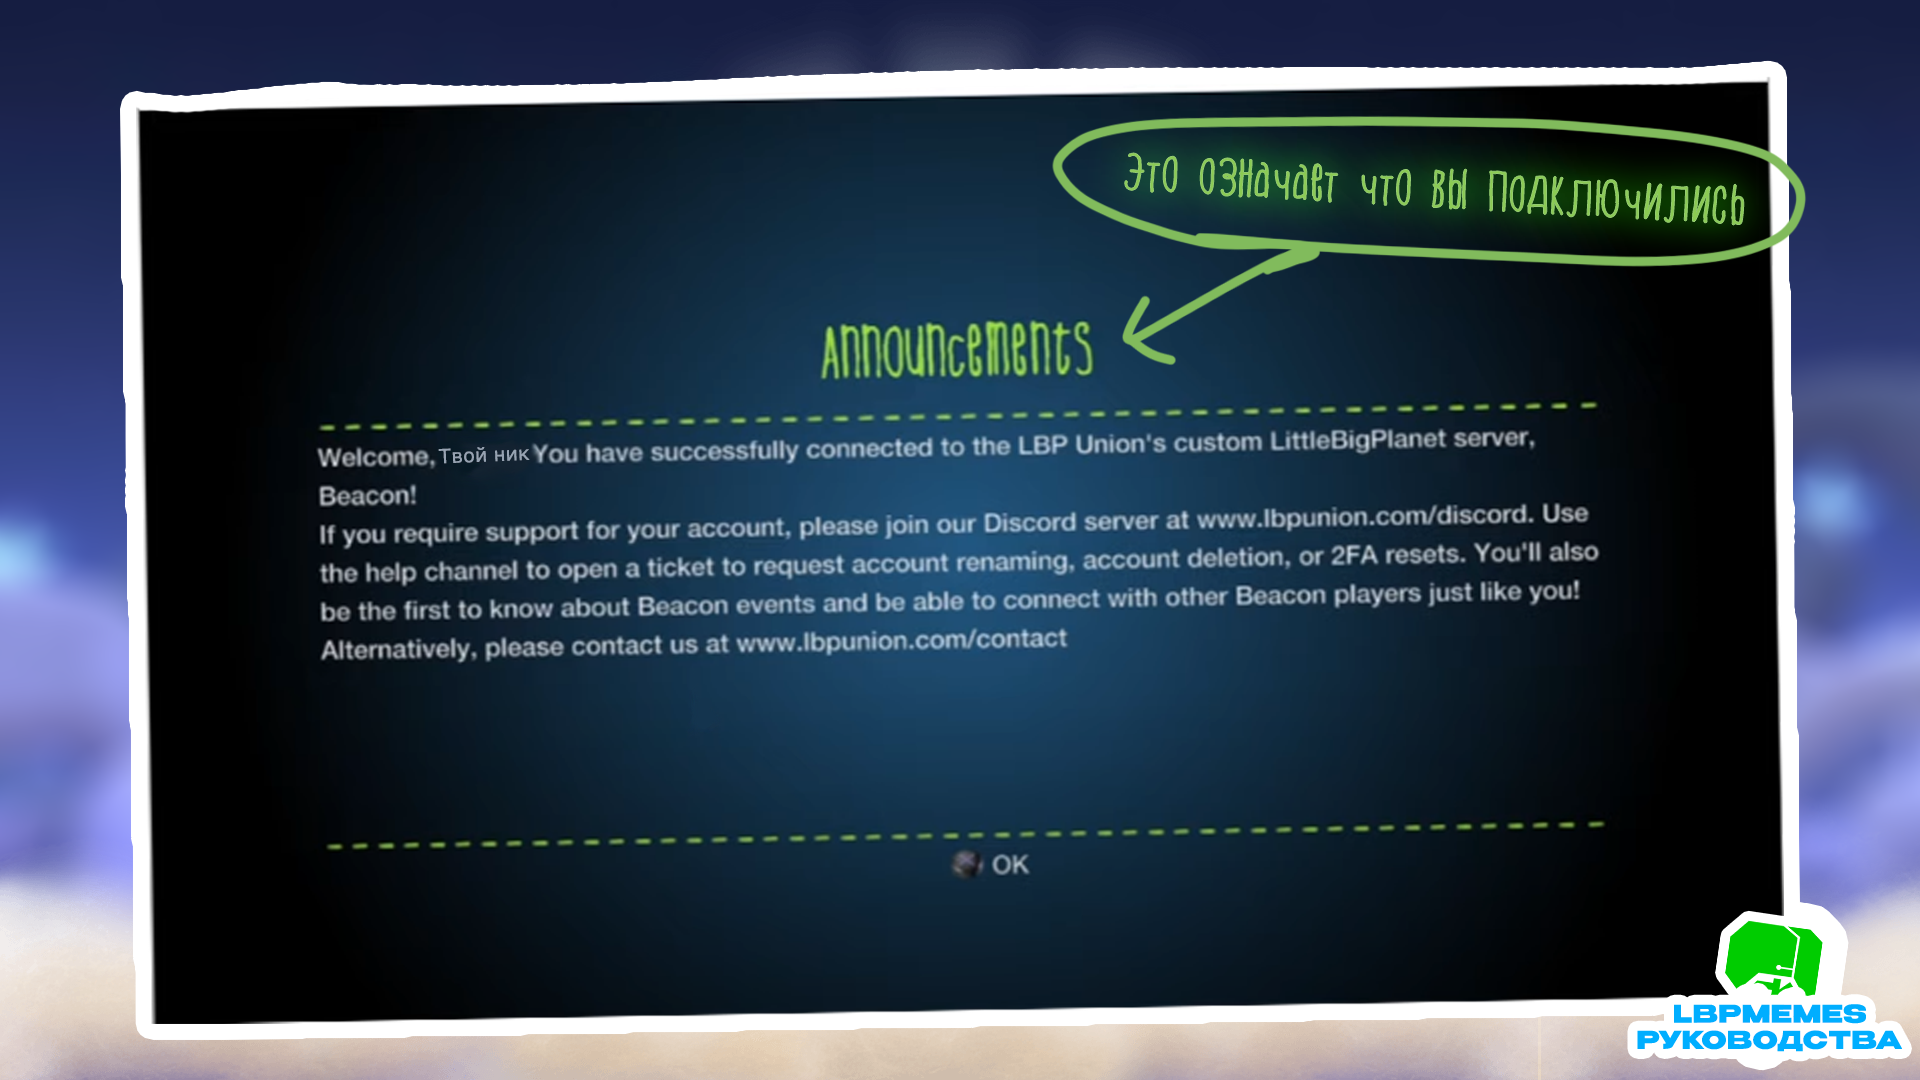 Это означает что вы подключились
Announcements
Welcome, Твой ник You have successfully connected to the LBP Union's custom LittleBigPlanet server,
Beacon!
If you require support for your account, please join our Discord server at www.lbpunion.com/discord. Use
the help channel to open a ticket to request account renaming, account deletion, or 2FA resets. You'll also
be the first to know about Beacon events and be able to connect with other Beacon players just like you!
Alternatively, please contact us at www.lbpunion.com/contact
OK
LBPMEMES
РУКОВОДСТВА